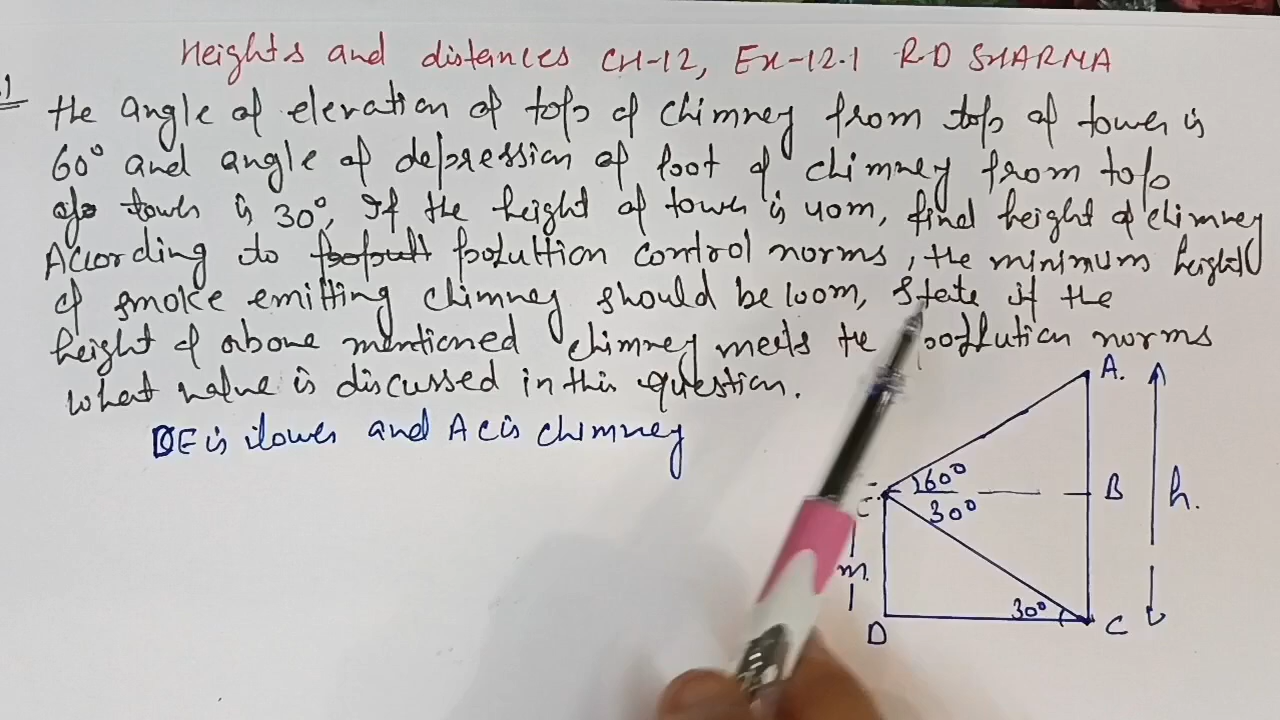 Heights and distances CH-12, Ex-12.1 R.D SHARMA
the angle of elevation of top of chimney from top of tower is
60° and angle of depression of foot of chimney from top
of tower is 30°, If the height of tower is 40m, find height of chimney
According to pollution control norms, the minimum height
of smoke emitting chimney should be 100m, State if the
height of above mentioned chimney meets the pollution norms
what value is discussed in this question.
DE is tower and AC is chimney
A.
60°
E
B
h.
30°
m.
30°
D
C